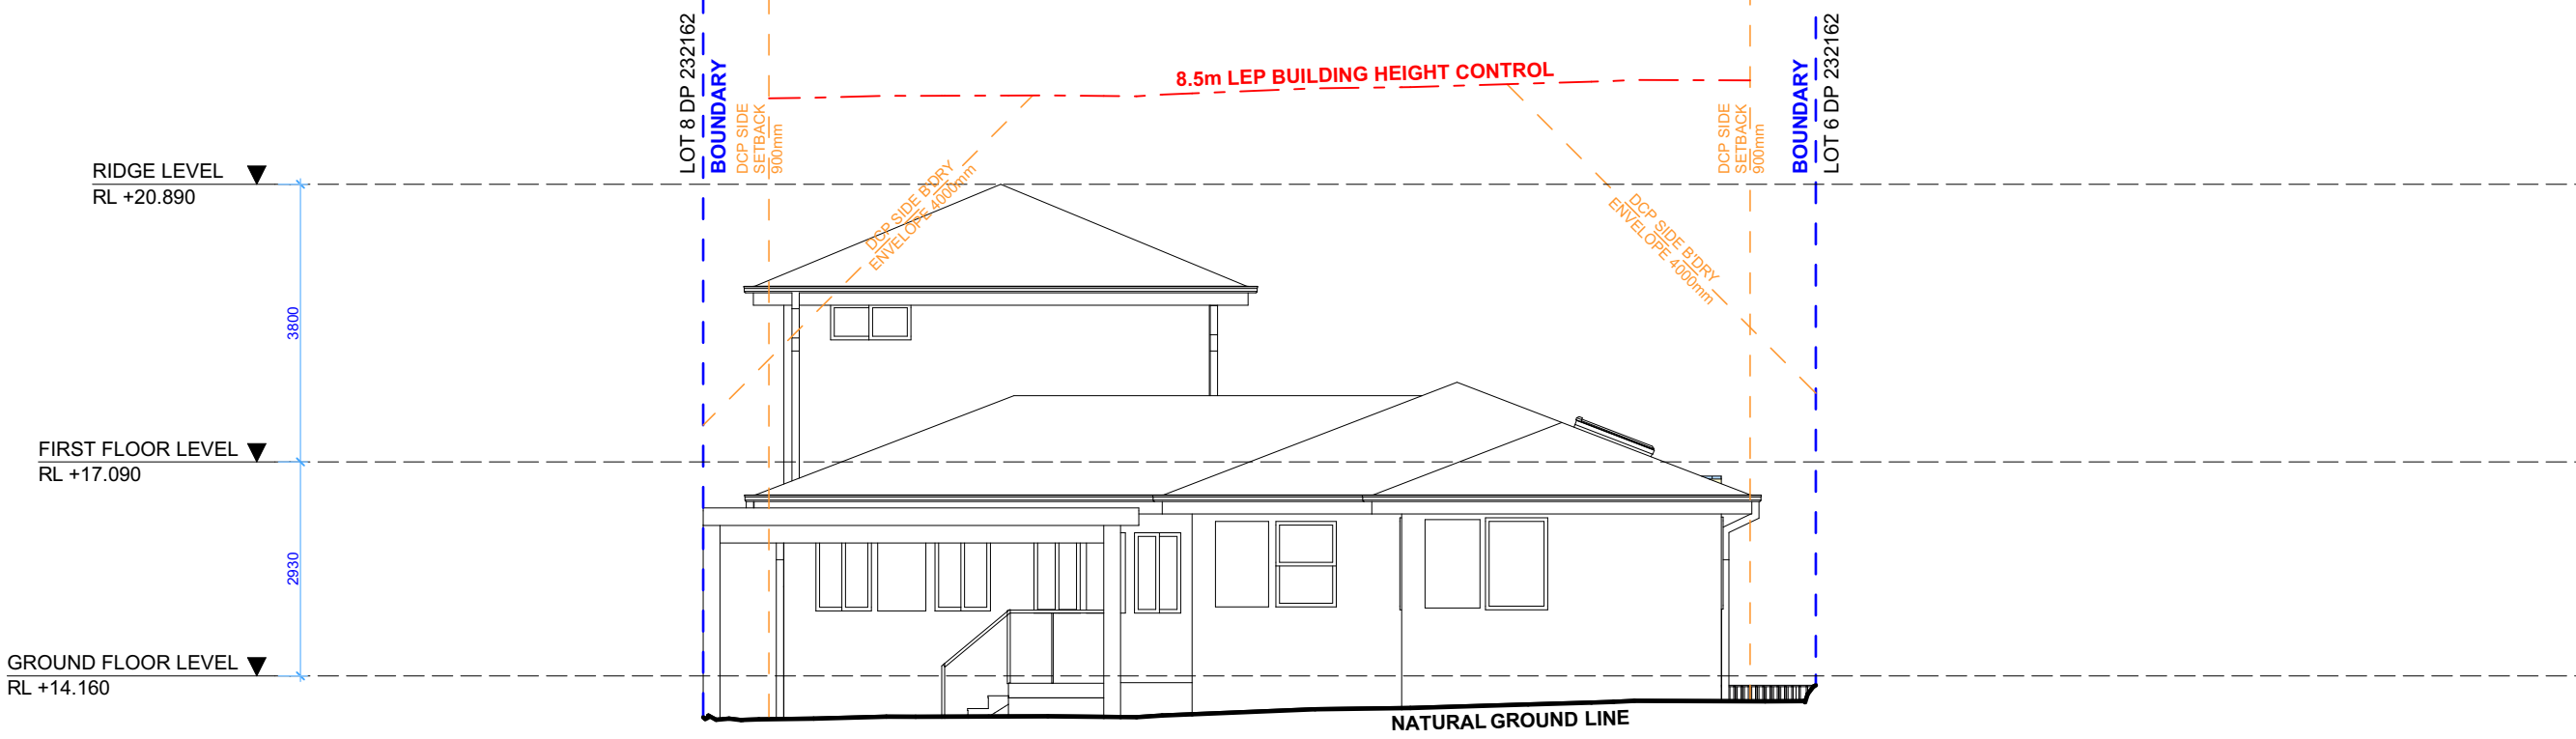 LOT 8 DP 232162
BOUNDARY
DCP SIDE
SETBACK
900mm
8.5m LEP BUILDING HEIGHT CONTROL
DCP SIDE
SETBACK
900mm
BOUNDARY
LOT 6 DP 232162
RIDGE LEVEL
RL +20.890
DCP SIDE B'DRY
ENVELOPE 4000mm
DCP SIDE B'DRY
ENVELOPE 4000mm
3800
FIRST FLOOR LEVEL
RL +17.090
2930
GROUND FLOOR LEVEL
RL +14.160
NATURAL GROUND LINE